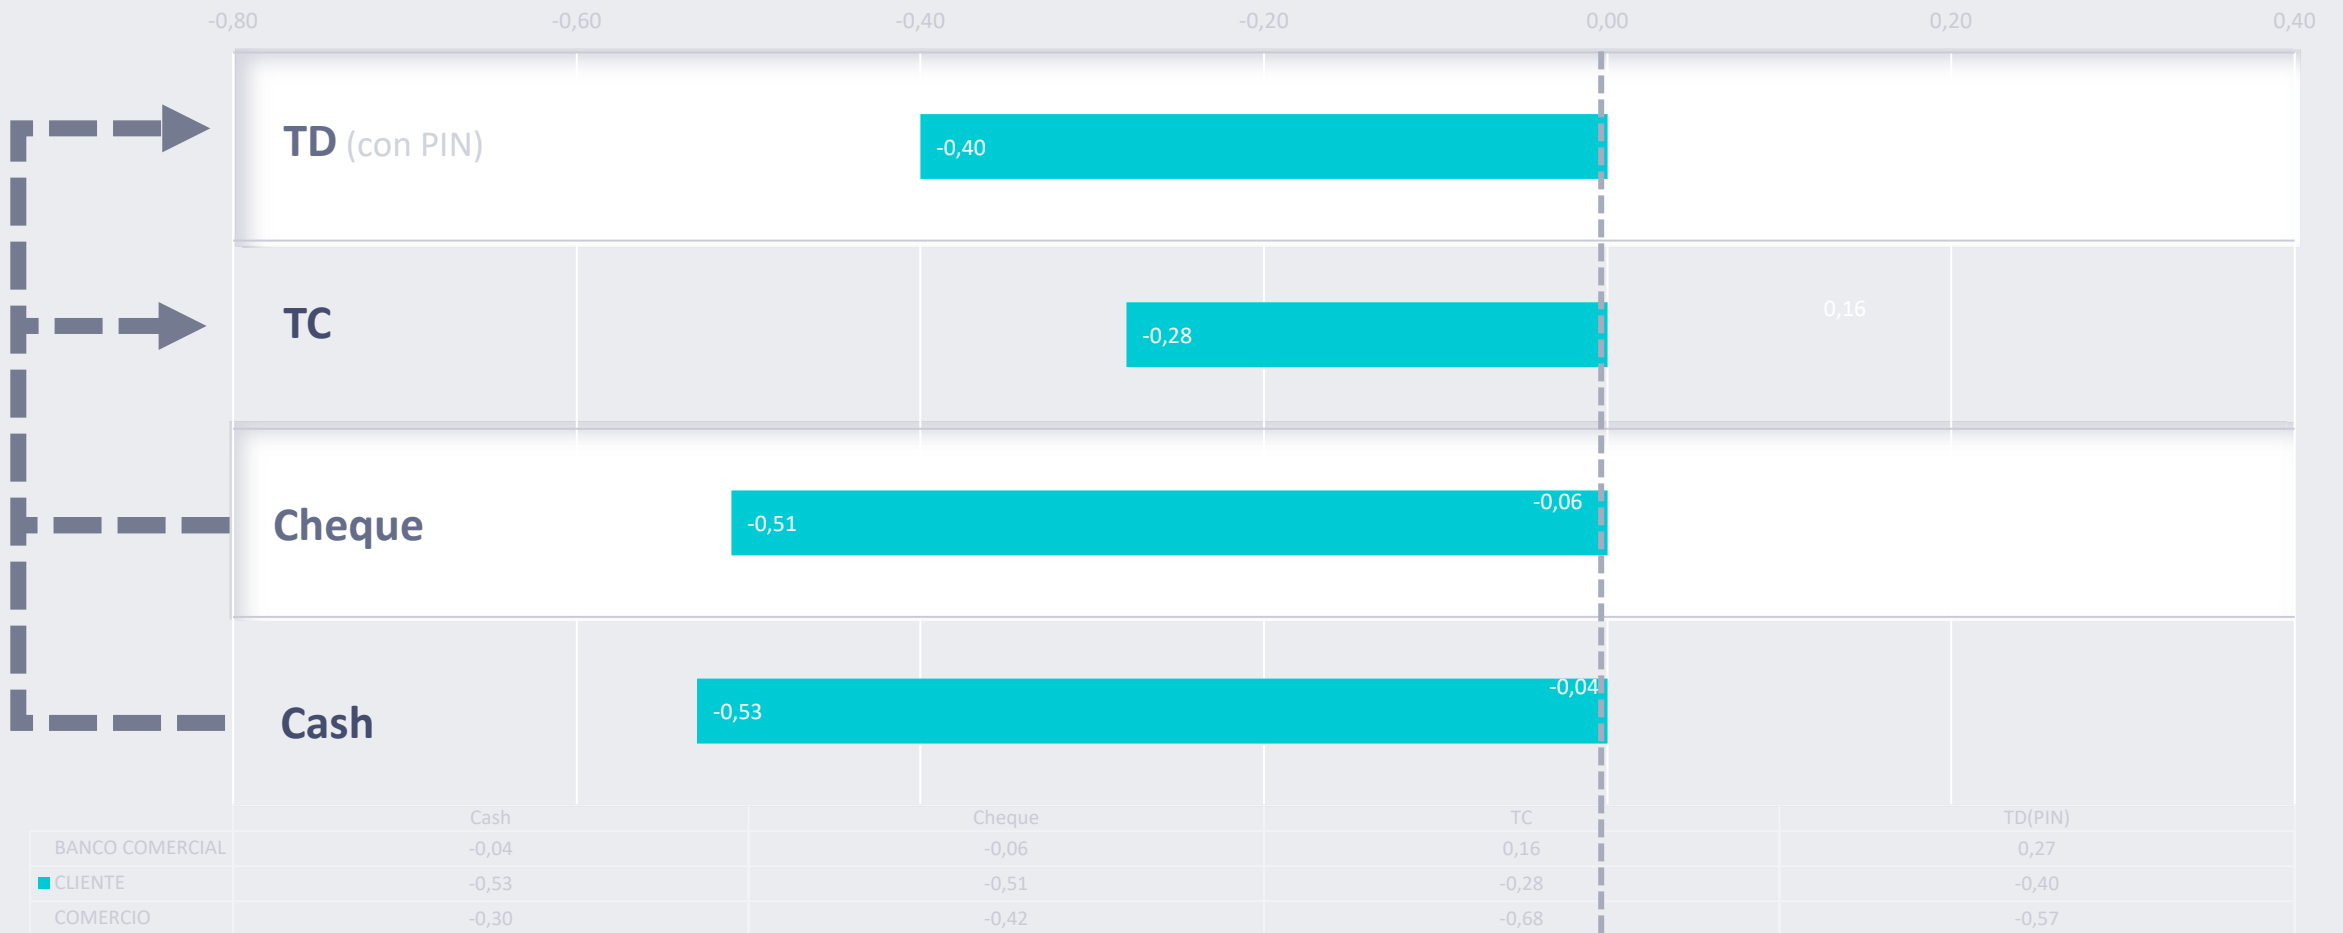 -0,80 -0,60 -0,40 -0,20 0,00 0,20 0,40
TD (con PIN)
-0,40
TC
-0,28
0,16
Cheque
-0,51
-0,06
Cash
-0,53
-0,04
Cash Cheque TC TD(PIN)
BANCO COMERCIAL -0,04 -0,06 0,16 0,27
CLIENTE -0,53 -0,51 -0,28 -0,40
COMERCIO -0,30 -0,42 -0,68 -0,57